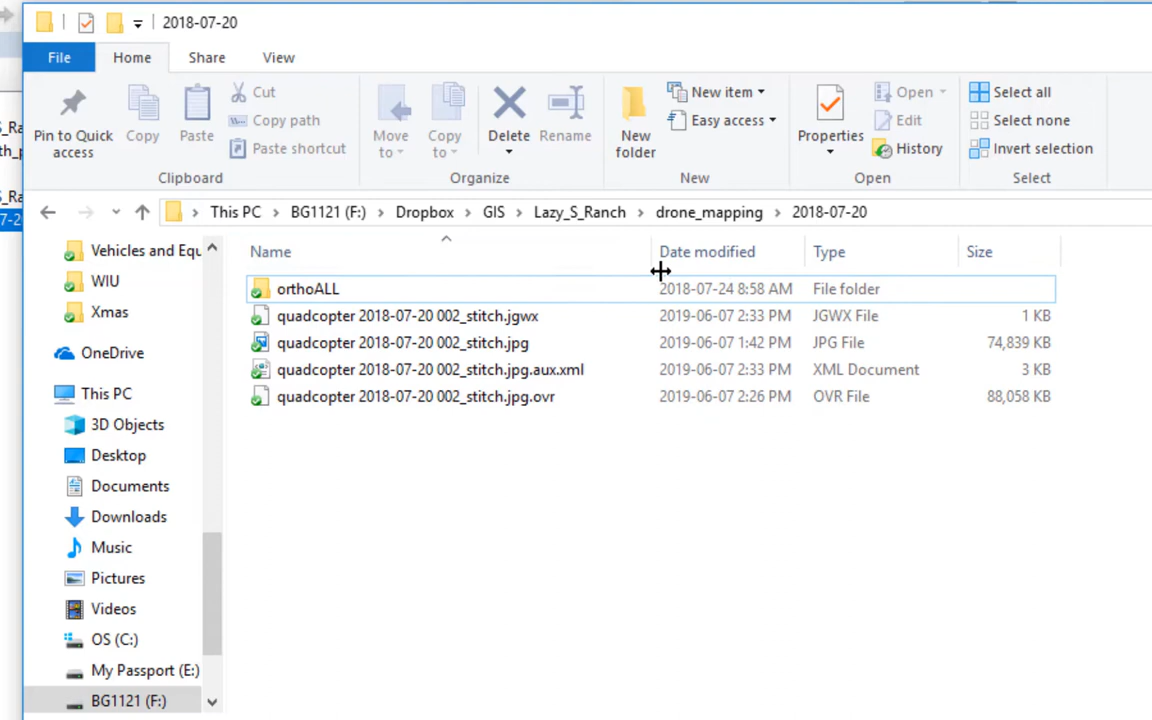 2018-07-20
File Home Share View
Pin to Quick access
Copy
Paste
Cut
Copy path
Paste shortcut
Clipboard
Move to
Copy to
Delete
Rename
Organize
New folder
New item
Easy access
New
Properties
Open
Edit
History
Open
Select all
Select none
Invert selection
Select
This PC > BG1121 (F:) > Dropbox > GIS > Lazy_S_Ranch > drone_mapping > 2018-07-20
Name Date modified Type Size
orthoALL 2018-07-24 8:58 AM File folder
quadcopter 2018-07-20 002_stitch.jgwx 2019-06-07 2:33 PM JGWX File 1 KB
quadcopter 2018-07-20 002_stitch.jpg 2019-06-07 1:42 PM JPG File 74,839 KB
quadcopter 2018-07-20 002_stitch.jpg.aux.xml 2019-06-07 2:33 PM XML Document 3 KB
quadcopter 2018-07-20 002_stitch.jpg.ovr 2019-06-07 2:26 PM OVR File 88,058 KB
Vehicles and Equ
WIU
Xmas
OneDrive
This PC
3D Objects
Desktop
Documents
Downloads
Music
Pictures
Videos
OS (C:)
My Passport (E:)
BG1121 (F:)